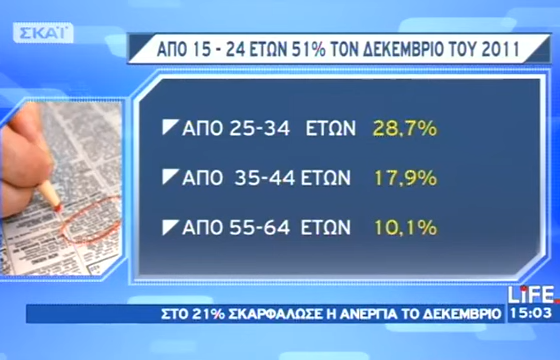 ΣΚΑΪ
ΑΠΟ 15 - 24 ΕΤΩΝ 51% ΤΟΝ ΔΕΚΕΜΒΡΙΟ ΤΟΥ 2011
ΑΠΟ 25-34 ΕΤΩΝ 28,7%
ΑΠΟ 35-44 ΕΤΩΝ 17,9%
ΑΠΟ 55-64 ΕΤΩΝ 10,1%
LiFE
ΣΤΟ 21% ΣΚΑΡΦΑΛΩΣΕ Η ΑΝΕΡΓΙΑ ΤΟ ΔΕΚΕΜΒΡΙΟ 15:03